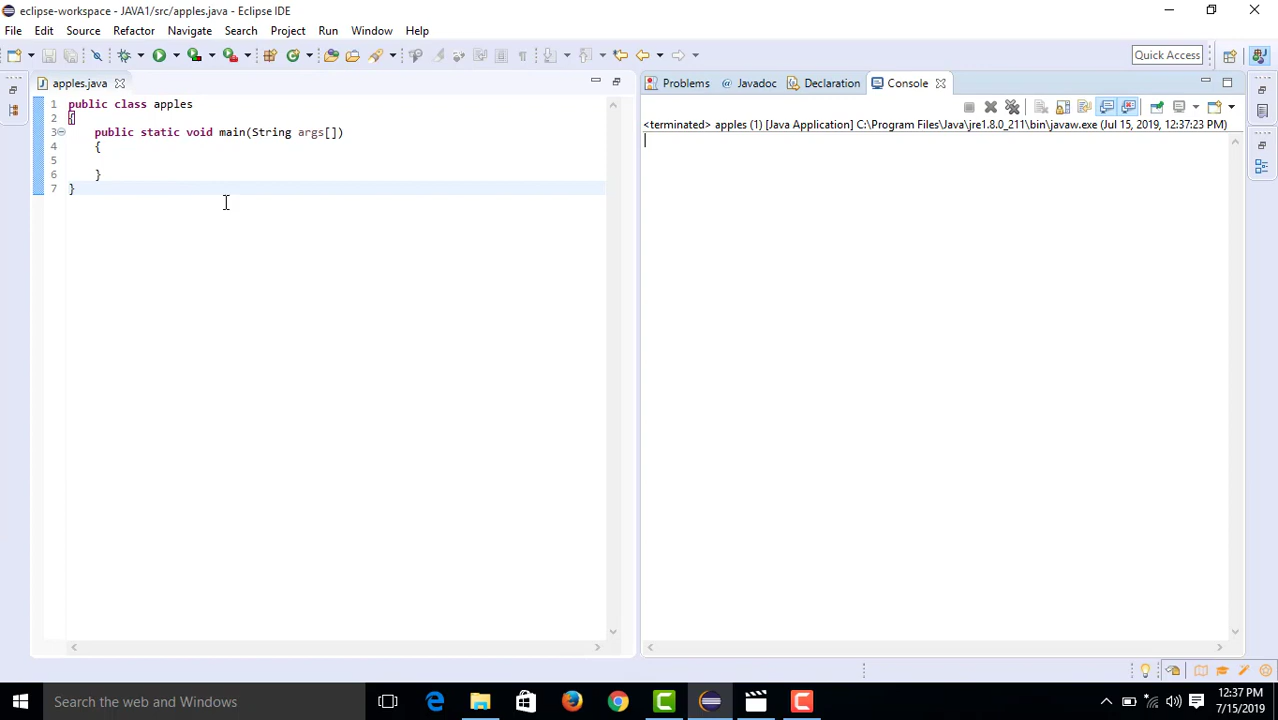 eclipse-workspace - JAVA1/src/apples.java - Eclipse IDE
File Edit Source Refactor Navigate Search Project Run Window Help
Quick Access
apples.java
1 public class apples
2 {
3 public static void main(String args[])
4 {
5
6 }
7 }
Problems @ Javadoc Declaration Console
<terminated> apples (1) [Java Application] C:\Program Files\Java\jre1.8.0_211\bin\javaw.exe (Jul 15, 2019, 12:37:23 PM)
Search the web and Windows
12:37 PM
7/15/2019